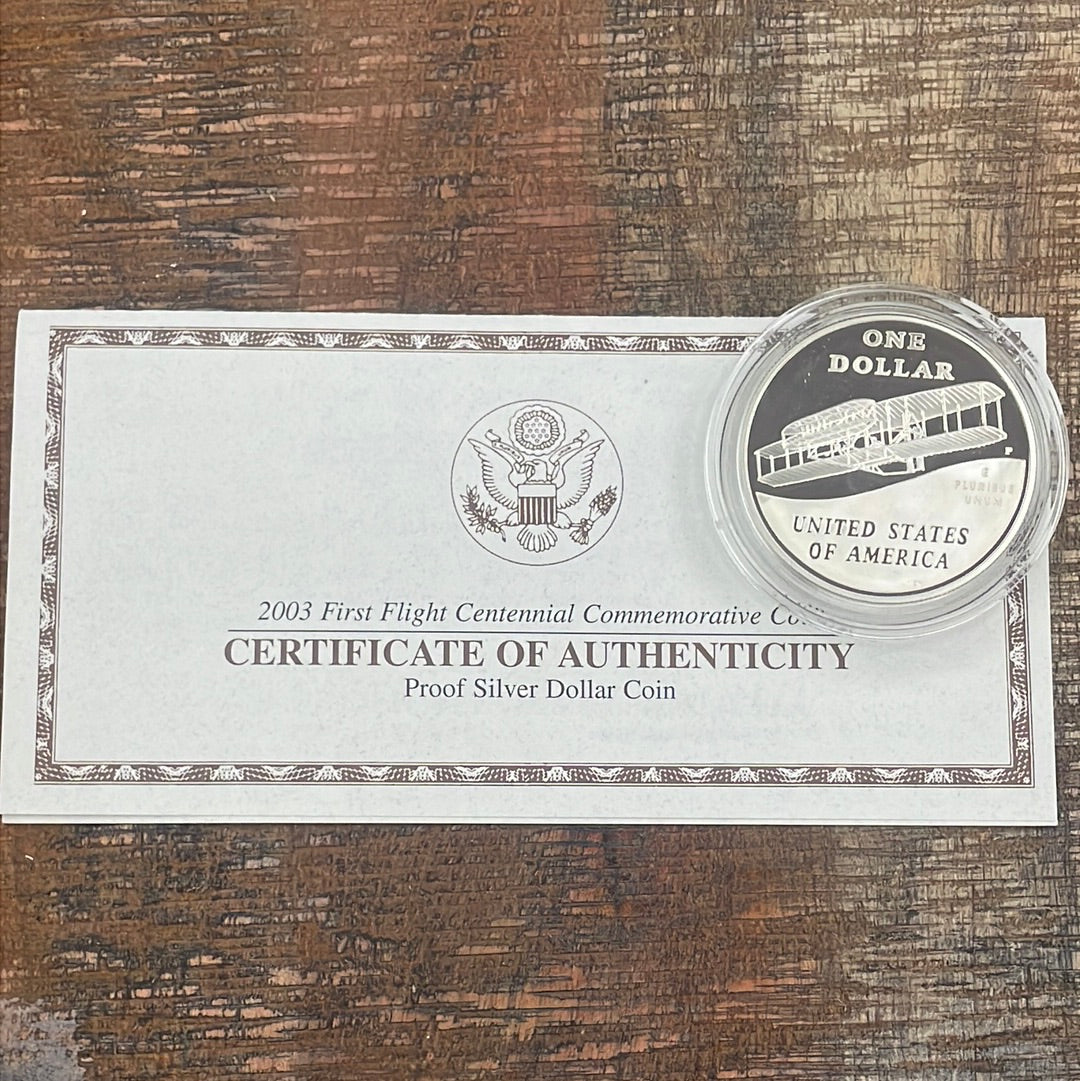 ONE
DOLLAR
P
E
PLURIBUS
UNUM
UNITED STATES
OF AMERICA
2003 First Flight Centennial Commemorative
CERTIFICATE OF AUTHENTICITY
Proof Silver Dollar Coin